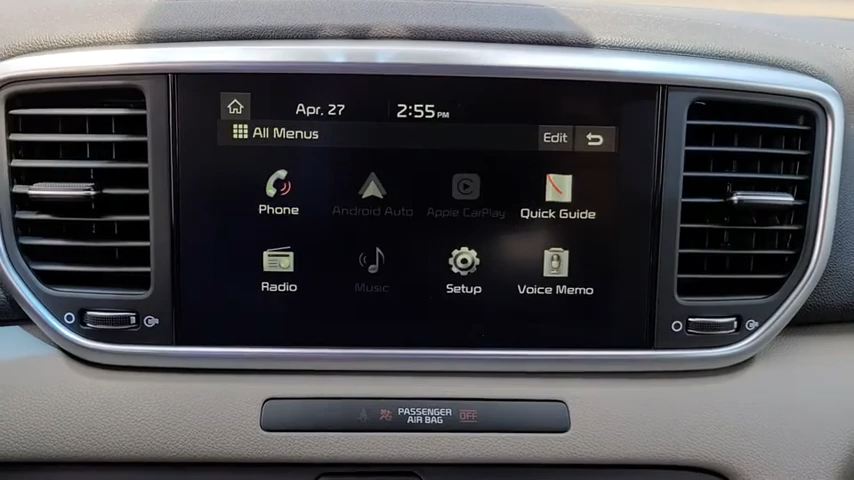 Apr. 27
2:55 PM
All Menus
Edit
Phone
Android Auto
Apple CarPlay
Quick Guide
Radio
Music
Setup
Voice Memo
PASSENGER
AIR BAG
OFF